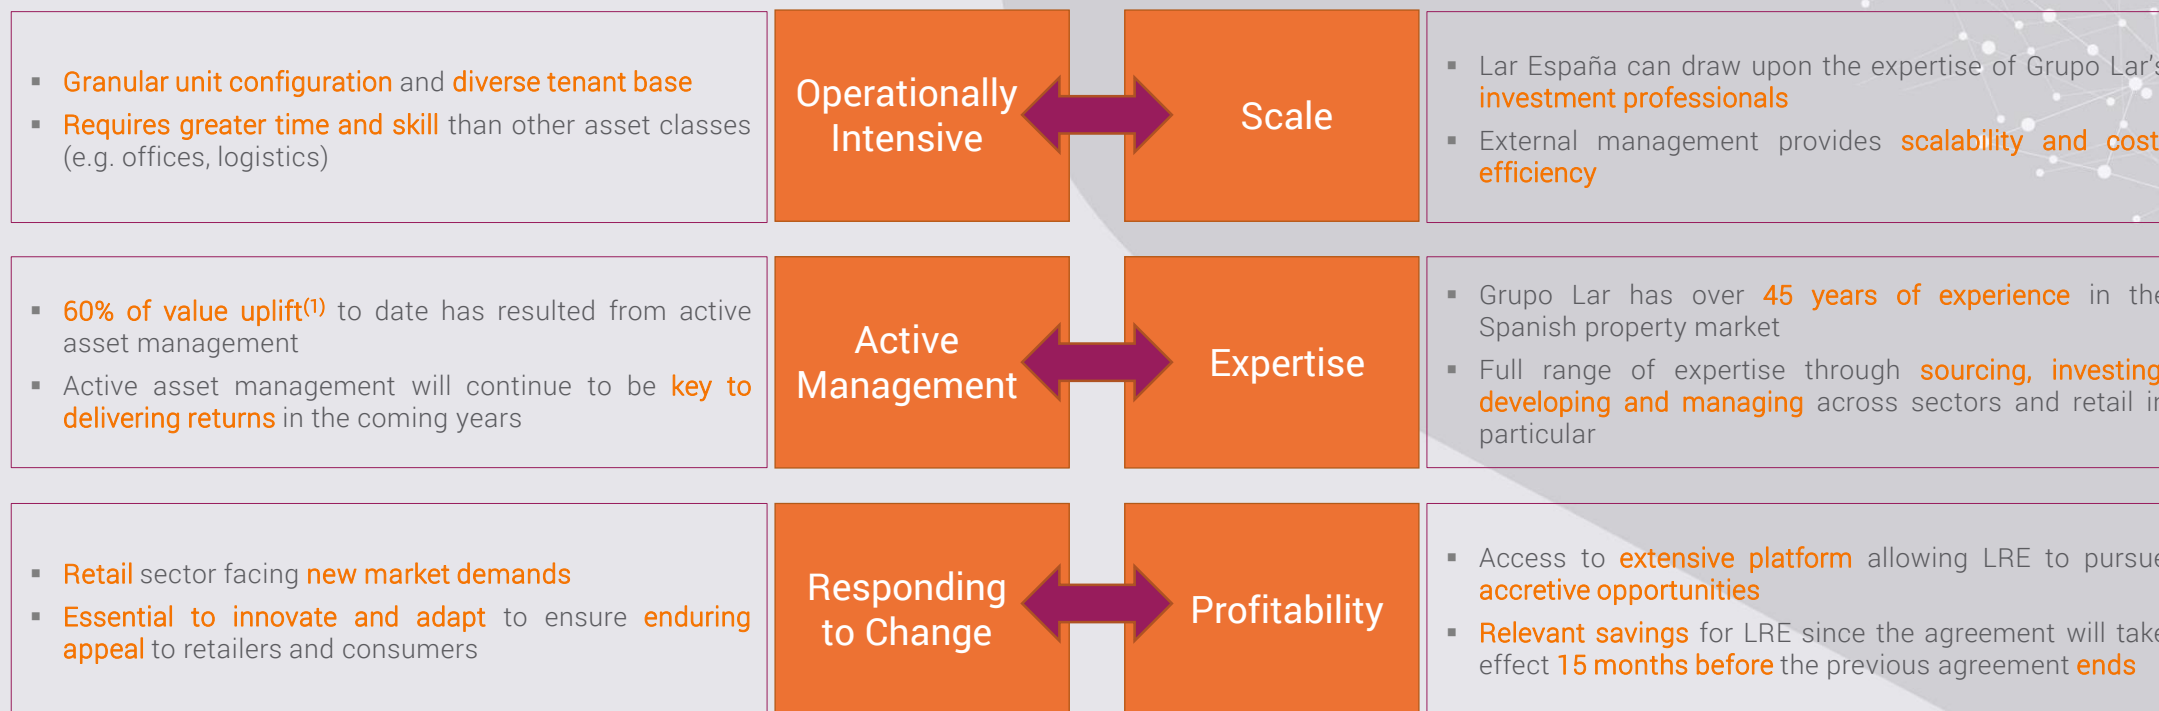 ▪ Granular unit configuration and diverse tenant base
▪ Requires greater time and skill than other asset classes
(e.g. offices, logistics)
Operationally
Intensive
Scale
▪ Lar España can draw upon the expertise of Grupo Lar's
investment professionals
▪ External management provides scalability and cost
efficiency
▪ 60% of value uplift(1) to date has resulted from active
asset management
▪ Active asset management will continue to be key to
delivering returns in the coming years
Active
Management
Expertise
▪ Grupo Lar has over 45 years of experience in the
Spanish property market
▪ Full range of expertise through sourcing, investing,
developing and managing across sectors and retail in
particular
▪ Retail sector facing new market demands
▪ Essential to innovate and adapt to ensure enduring
appeal to retailers and consumers
Responding
to Change
Profitability
▪ Access to extensive platform allowing LRE to pursue
accretive opportunities
▪ Relevant savings for LRE since the agreement will take
effect 15 months before the previous agreement ends